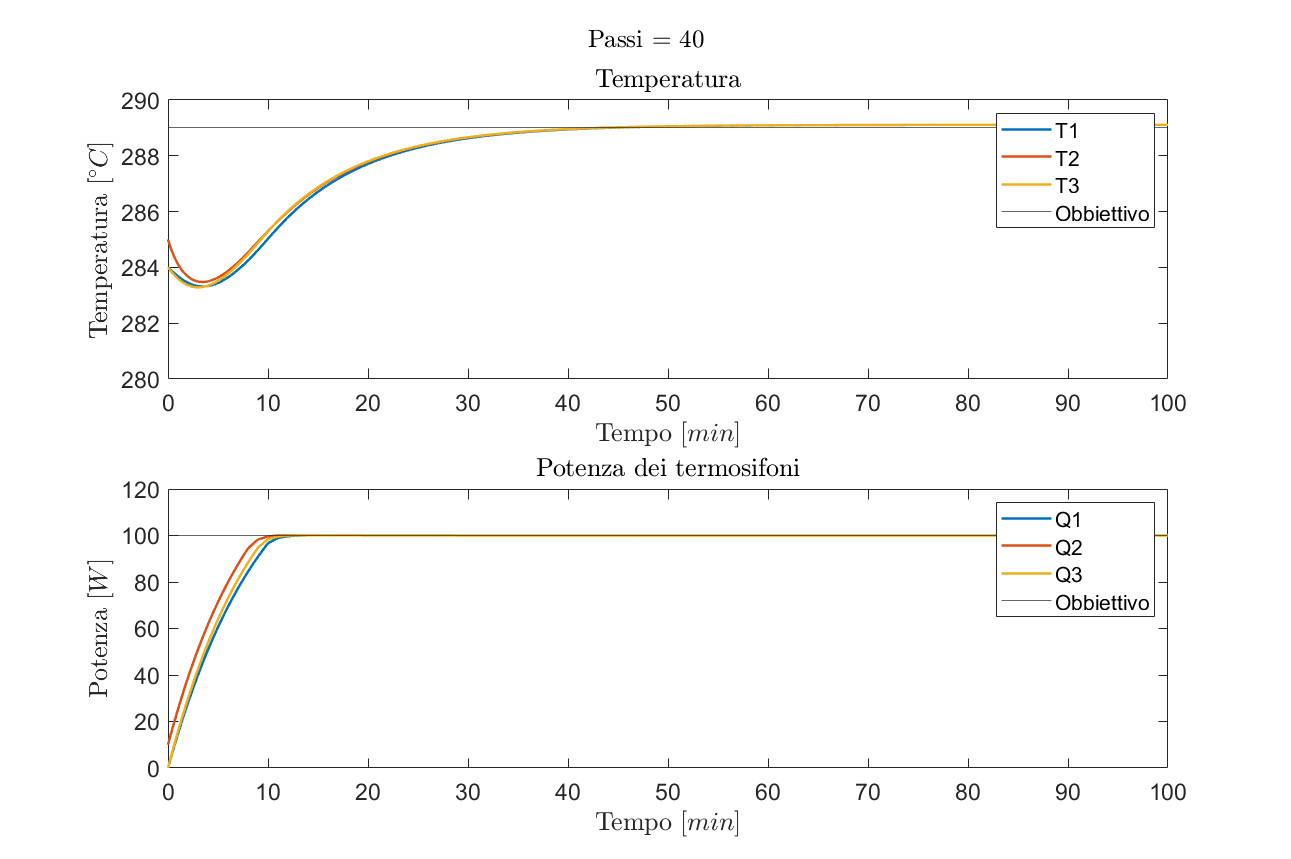 Passi = 40
Temperatura
290
288
286
284
282
280
Temperatura [°C]
T1
T2
T3
Obbiettivo
0 10 20 30 40 50 60 70 80 90 100
Tempo [min]
Potenza dei termosifoni
120
100
80
60
40
20
0
Potenza [W]
Q1
Q2
Q3
Obbiettivo
0 10 20 30 40 50 60 70 80 90 100
Tempo [min]